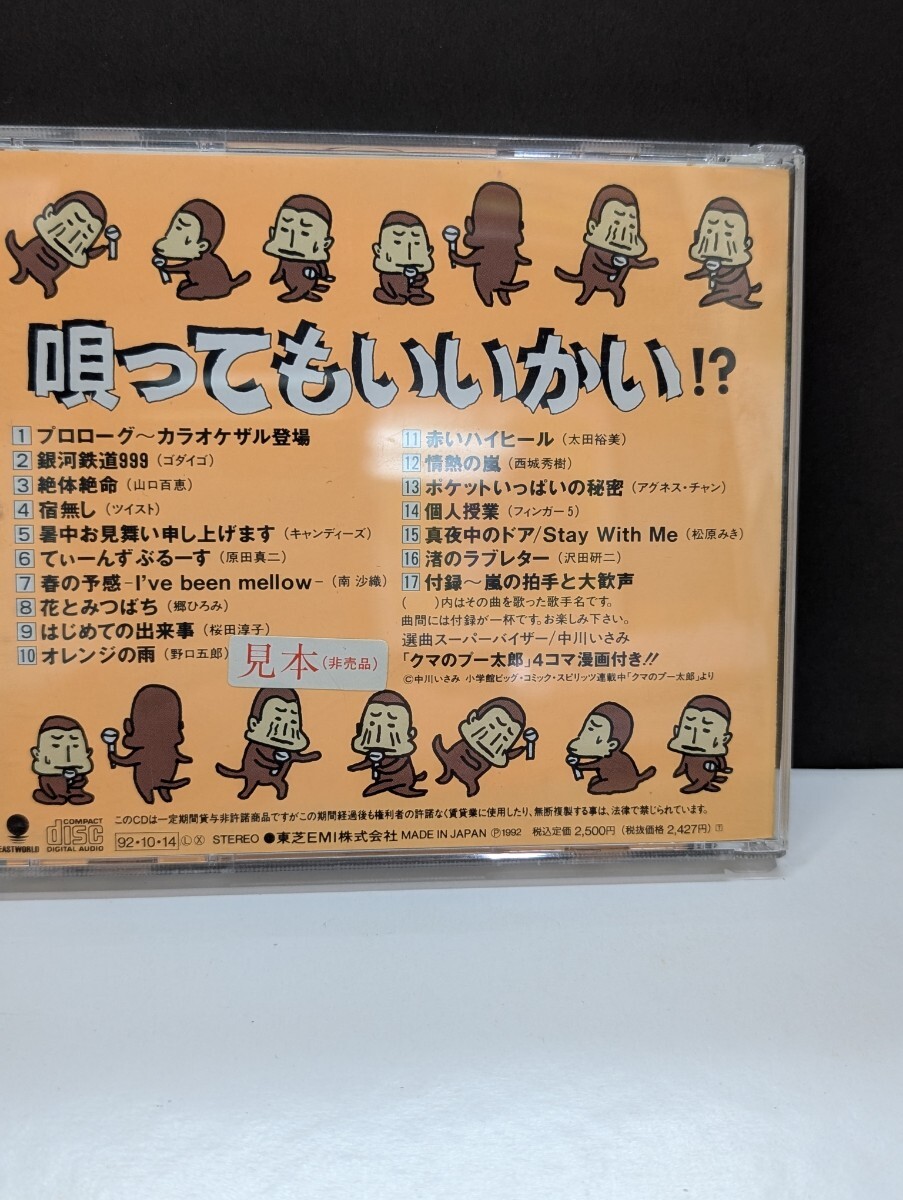 唄ってもいいかい!?
1 プロローグ〜カラオケザル登場
2 銀河鉄道999(ゴダイゴ)
3 絶体絶命(山口百恵)
4 宿無し(ツイスト)
5 暑中お見舞い申し上げます(キャンディーズ)
6 てぃーんずぶるーす(原田真二)
7 春の予感-I've been mellow-(南 沙織)
8 花とみつばち(郷ひろみ)
9 はじめての出来事(桜田淳子)
10 オレンジの雨(野口五郎)
見本(非売品)
11 赤いハイヒール(太田裕美)
12 情熱の嵐(西城秀樹)
13 ポケットいっぱいの秘密(アグネス・チャン)
14 個人授業(フィンガー5)
15 真夜中のドア/Stay With Me(松原みき)
16 渚のラブレター(沢田研二)
17 付録〜嵐の拍手と大歓声
( )内はその曲を歌った歌手名です。
曲間には付録が一杯です。お楽しみ下さい。
選曲スーパーバイザー/中川いさみ
「クマのプー太郎」4コマ漫画付き!!
©中川いさみ 小学館ビッグ・コミック・スピリッツ連載中「クマのプー太郎」より
このCDは一定期間貸与非許諾商品ですがこの期間経過後も権利者の許諾なく賃貸業に使用したり、無断複製する事は、法律で禁じられています。
EASTWORLD COMPACT disc DIGITAL AUDIO 92・10・14 Ⓛ Ⓧ STEREO ●東芝EMI株式会社 MADE IN JAPAN Ⓟ1992 税込定価 2,500円(税抜価格 2,427円)Ⓣ